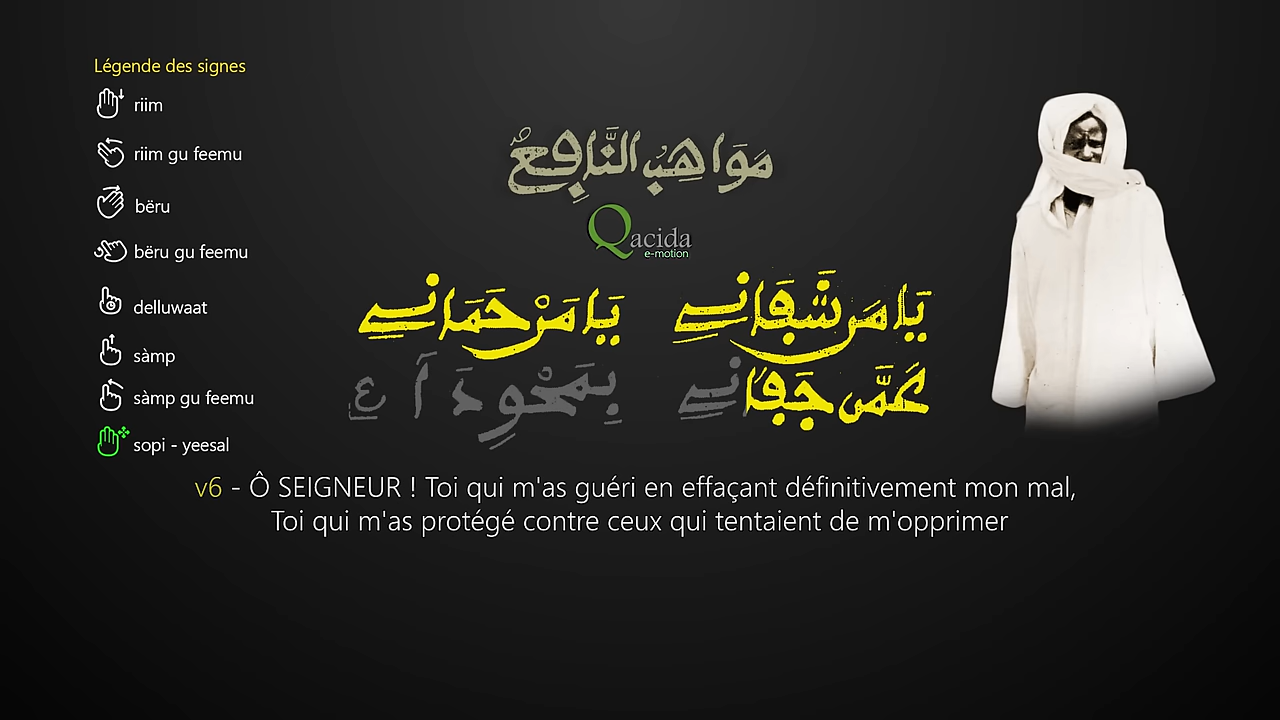 Légende des signes
riim
riim gu feemu
bëru
bëru gu feemu
delluwaat
sàmp
sàmp gu feemu
sopi - yeesal
مَوَاهِبُ النَّافِعُ
Qacida
e-motion
يَا مَن شَفَانِے يَا مَنْ حَمَانِے
عَمَّن جَفَانِے بِمَحْوِ دَآءِ
v6 - Ô SEIGNEUR ! Toi qui m'as guéri en effaçant définitivement mon mal,
Toi qui m'as protégé contre ceux qui tentaient de m'opprimer